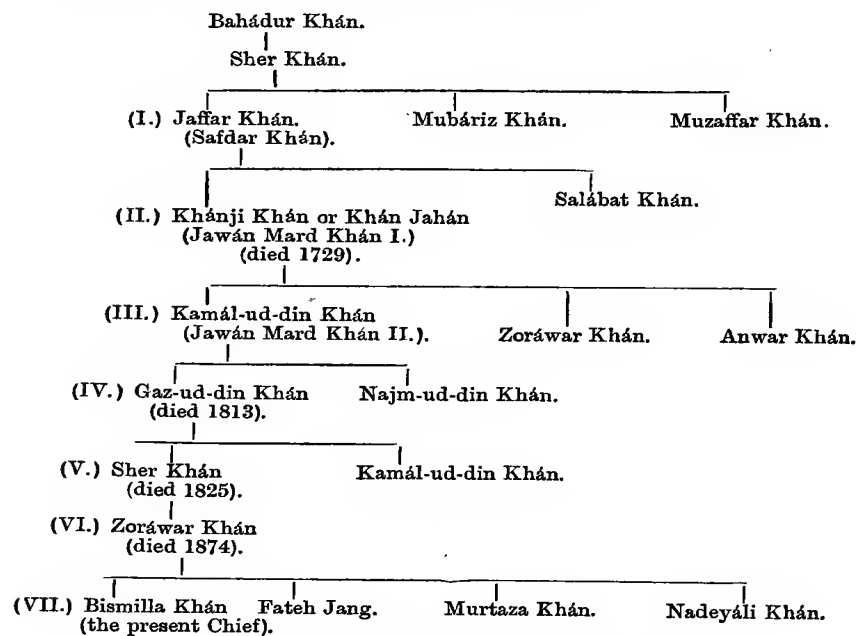 Bahádur Khán.
Sher Khán.
(I.) Jaffar Khán. Mubáriz Khán. Muzaffar Khán.
(Safdar Khán).
Salábat Khán.
(II.) Khánji Khán or Khán Jahán
(Jawán Mard Khán I.)
(died 1729).
(III.) Kamál-ud-din Khán
(Jawán Mard Khán II.). Zoráwar Khán. Anwar Khán.
(IV.) Gaz-ud-din Khán Najm-ud-din Khán.
(died 1813).
(V.) Sher Khán Kamál-ud-din Khán.
(died 1825).
(VI.) Zoráwar Khán
(died 1874).
(VII.) Bismilla Khán Fateh Jang. Murtaza Khán. Nadeyáli Khán.
(the present Chief).